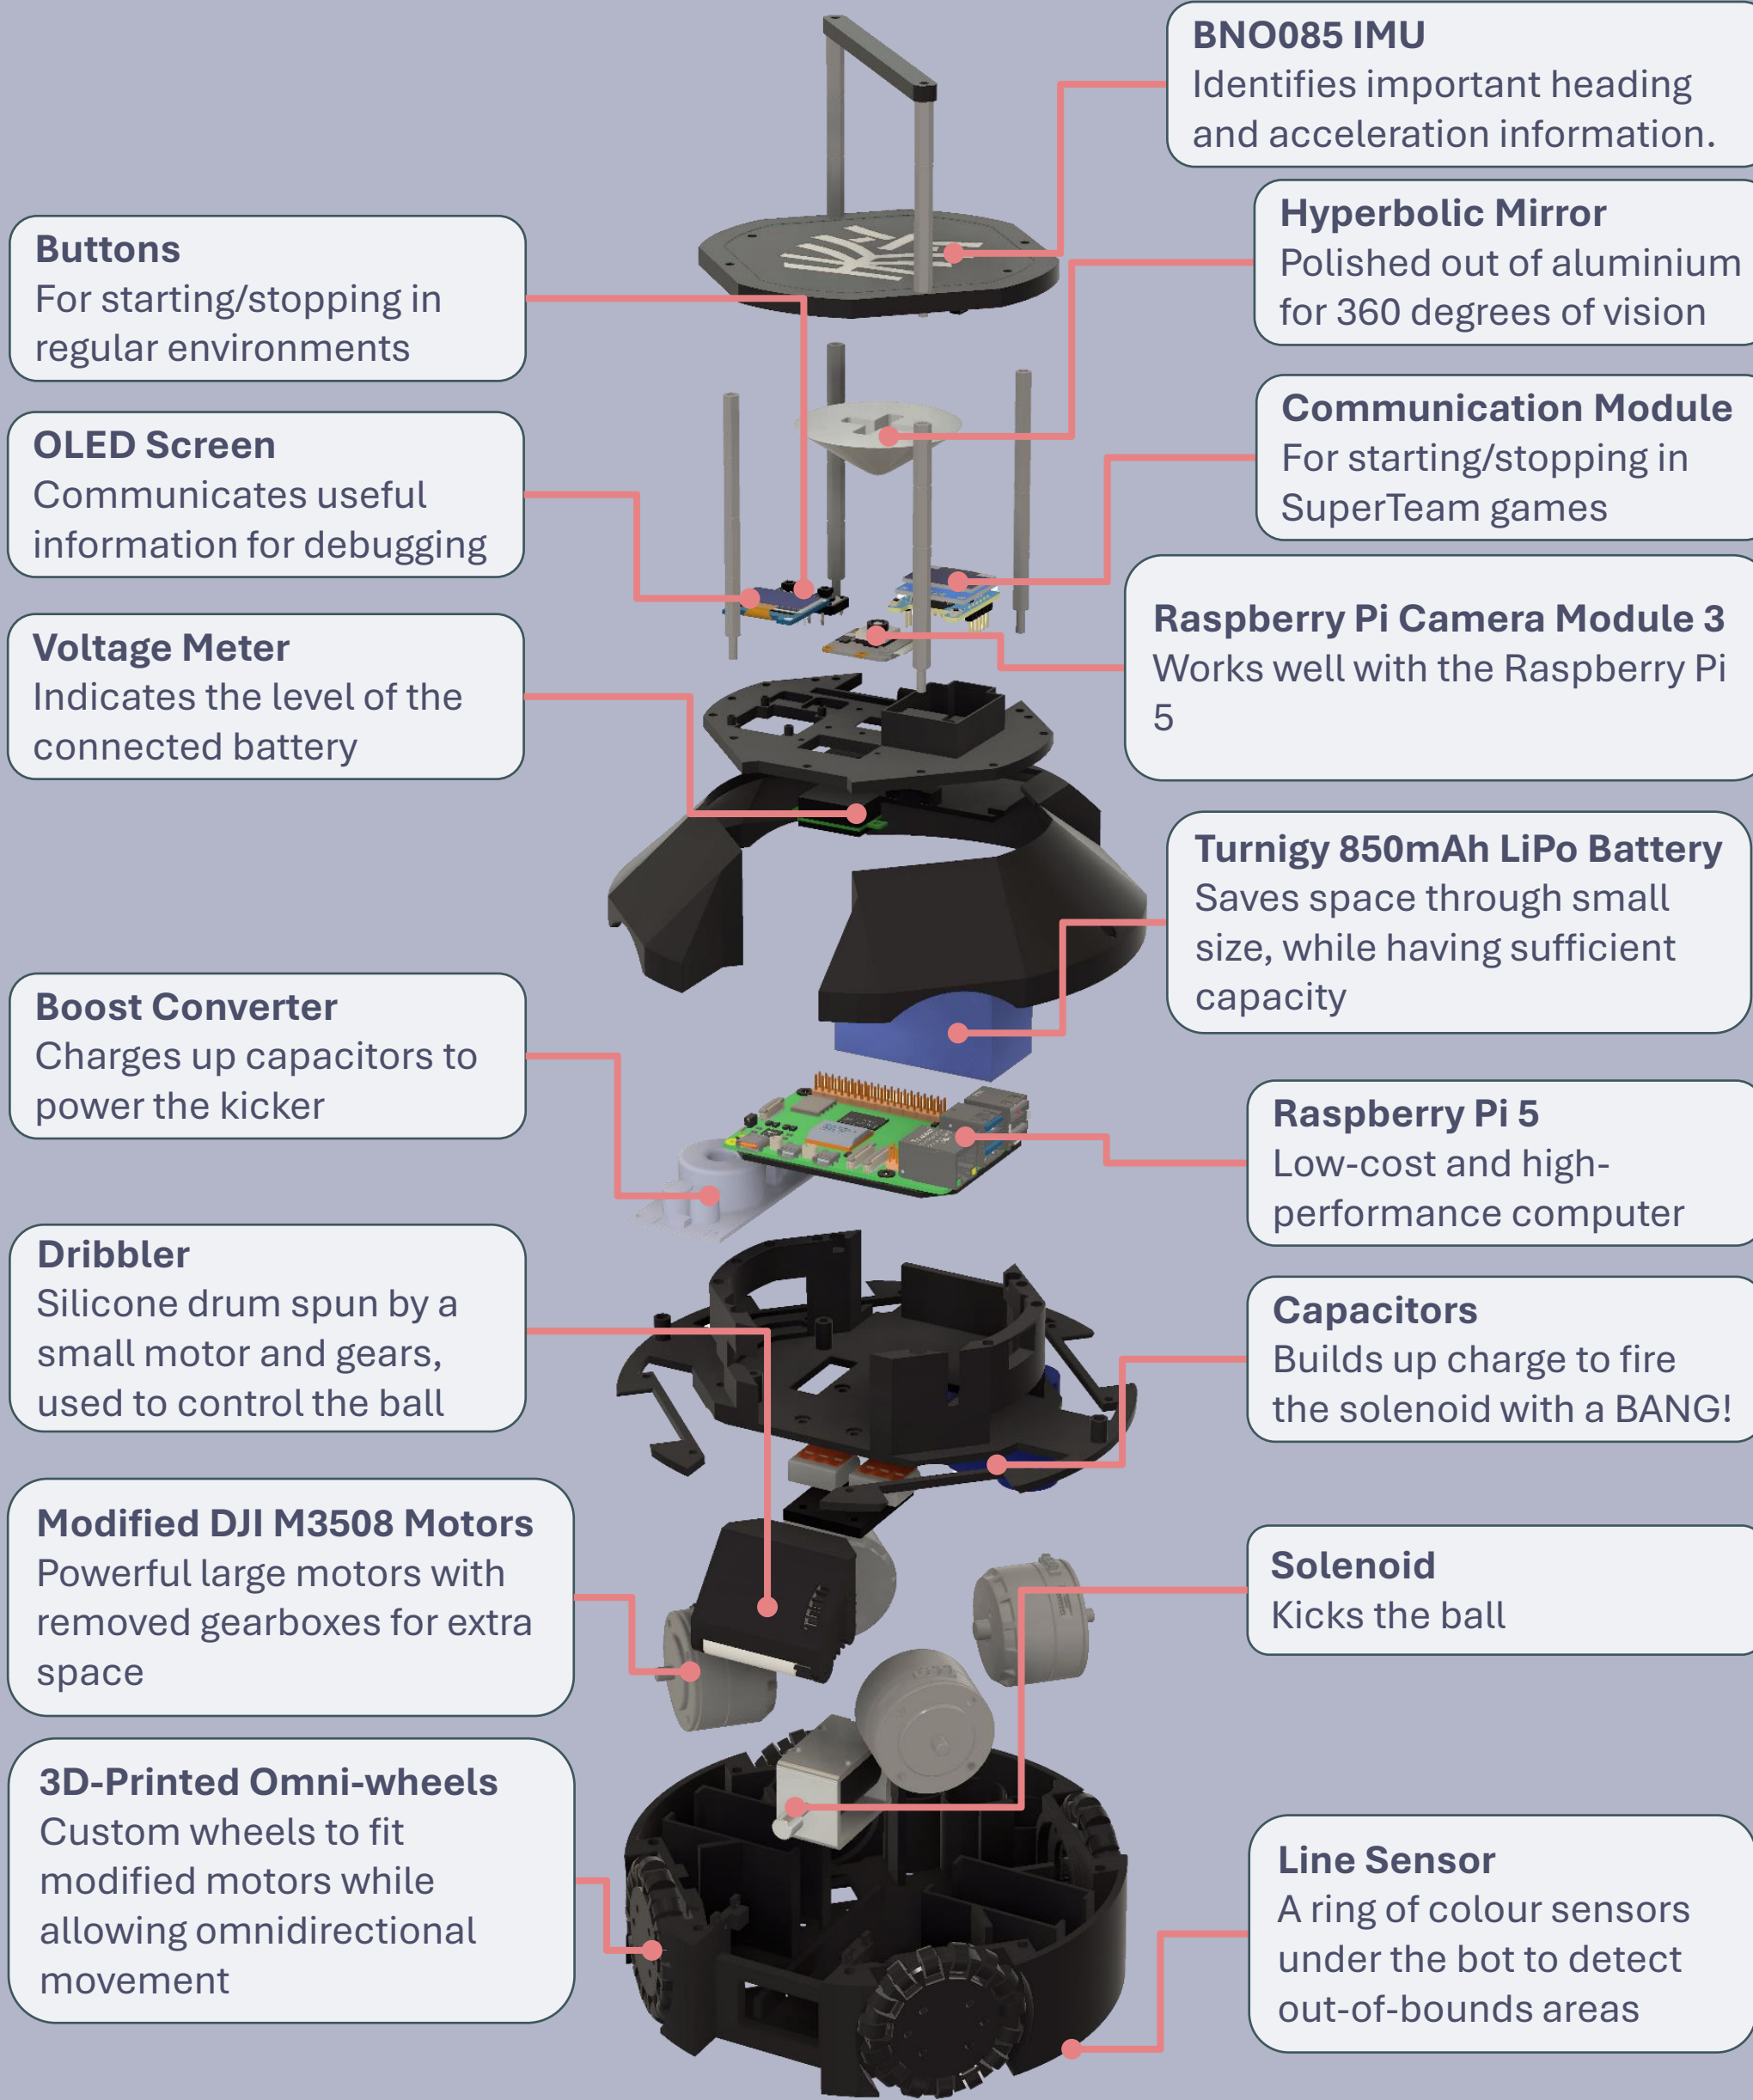 BNO085 IMU
Identifies important heading
and acceleration information.
Hyperbolic Mirror
Polished out of aluminium
for 360 degrees of vision
Buttons
For starting/stopping in
regular environments
Communication Module
For starting/stopping in
SuperTeam games
OLED Screen
Communicates useful
information for debugging
Raspberry Pi Camera Module 3
Works well with the Raspberry Pi
5
Voltage Meter
Indicates the level of the
connected battery
Turnigy 850mAh LiPo Battery
Saves space through small
size, while having sufficient
capacity
Boost Converter
Charges up capacitors to
power the kicker
Raspberry Pi 5
Low-cost and high-
performance computer
Dribbler
Silicone drum spun by a
small motor and gears,
used to control the ball
Capacitors
Builds up charge to fire
the solenoid with a BANG!
Modified DJI M3508 Motors
Powerful large motors with
removed gearboxes for extra
space
Solenoid
Kicks the ball
3D-Printed Omni-wheels
Custom wheels to fit
modified motors while
allowing omnidirectional
movement
Line Sensor
A ring of colour sensors
under the bot to detect
out-of-bounds areas